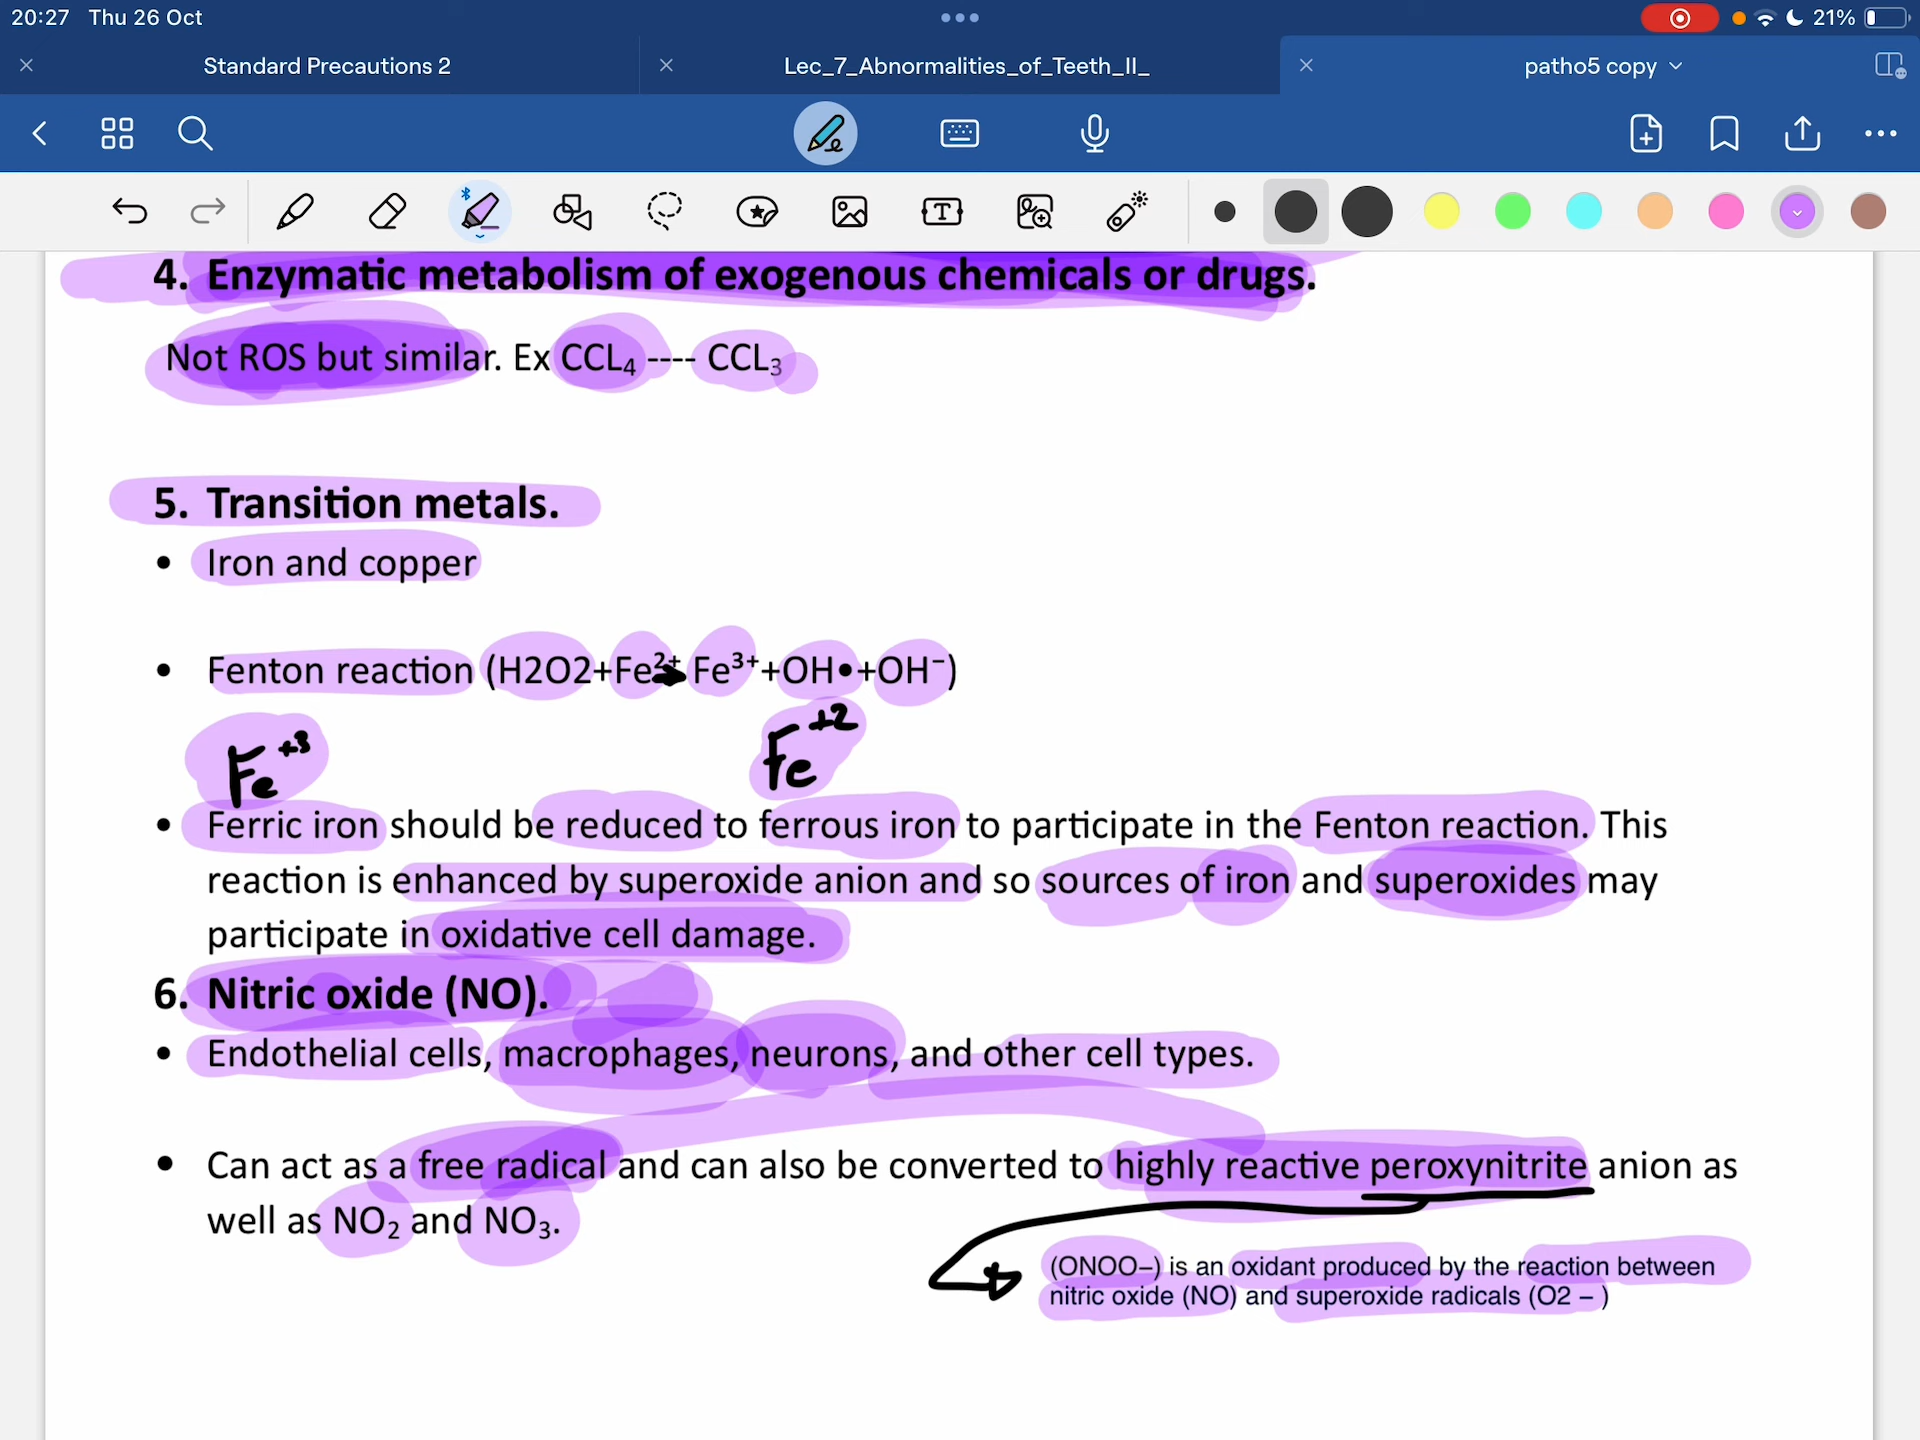 20:27 Thu 26 Oct
21%
Standard Precautions 2
Lec_7_Abnormalities_of_Teeth_II_
patho5 copy
4. Enzymatic metabolism of exogenous chemicals or drugs.
Not ROS but similar. Ex CCL₄ ---- CCL₃
5. Transition metals.
• Iron and copper
• Fenton reaction (H2O2+Fe²⁺→Fe³⁺+OH•+OH⁻)
Fe⁺³ Fe⁺²
• Ferric iron should be reduced to ferrous iron to participate in the Fenton reaction. This
reaction is enhanced by superoxide anion and so sources of iron and superoxides may
participate in oxidative cell damage.
6. Nitric oxide (NO).
• Endothelial cells, macrophages, neurons, and other cell types.
• Can act as a free radical and can also be converted to highly reactive peroxynitrite anion as
well as NO₂ and NO₃.
(ONOO–) is an oxidant produced by the reaction between
nitric oxide (NO) and superoxide radicals (O2 – )